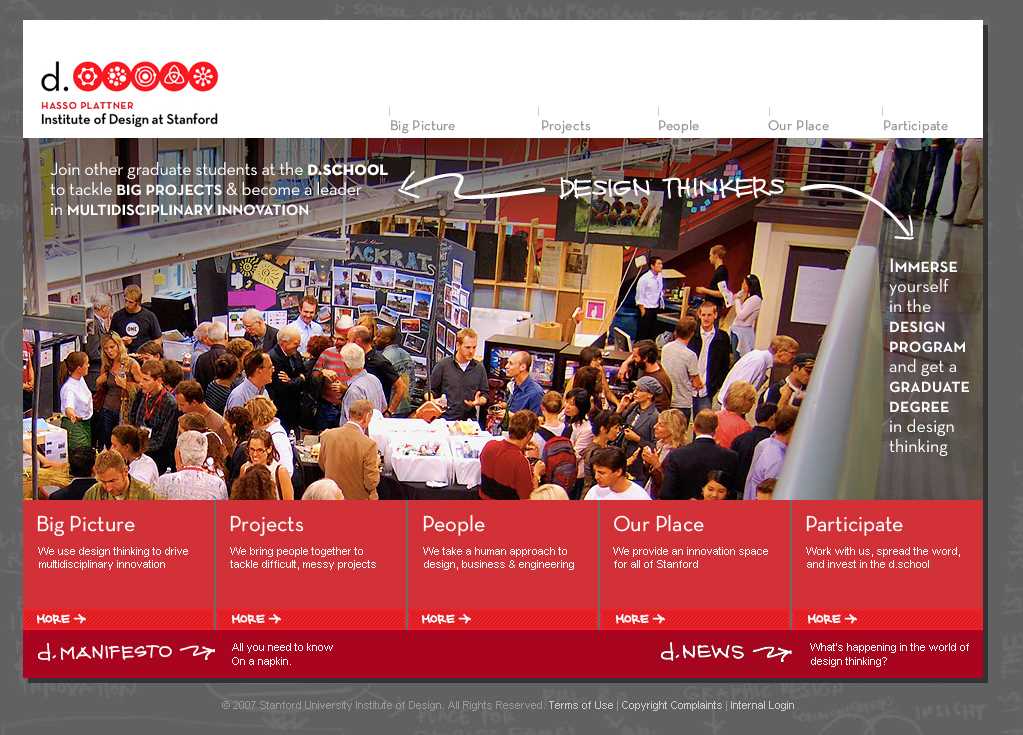 d.
HASSO PLATTNER
Institute of Design at Stanford
Big Picture
Projects
People
Our Place
Participate
Join other graduate students at the D.SCHOOL
to tackle BIG PROJECTS & become a leader
in MULTIDISCIPLINARY INNOVATION
DESIGN THINKERS
IMMERSE
yourself
in the
DESIGN
PROGRAM
and get a
GRADUATE
DEGREE
in design
thinking
ACKRATS
ONE
Big Picture
We use design thinking to drive
multidisciplinary innovation
MORE →
Projects
We bring people together to
tackle difficult, messy projects
MORE →
People
We take a human approach to
design, business & engineering
MORE →
Our Place
We provide an innovation space
for all of Stanford
MORE →
Participate
Work with us, spread the word,
and invest in the d.school
MORE →
d.MANIFESTO
All you need to know
On a napkin.
d.NEWS
What's happening in the world of
design thinking?
INNOVATION
GRAPHIC DESIGN
INSIGHT
© 2007 Stanford University Institute of Design. All Rights Reserved. Terms of Use | Copyright Complaints | Internal Login